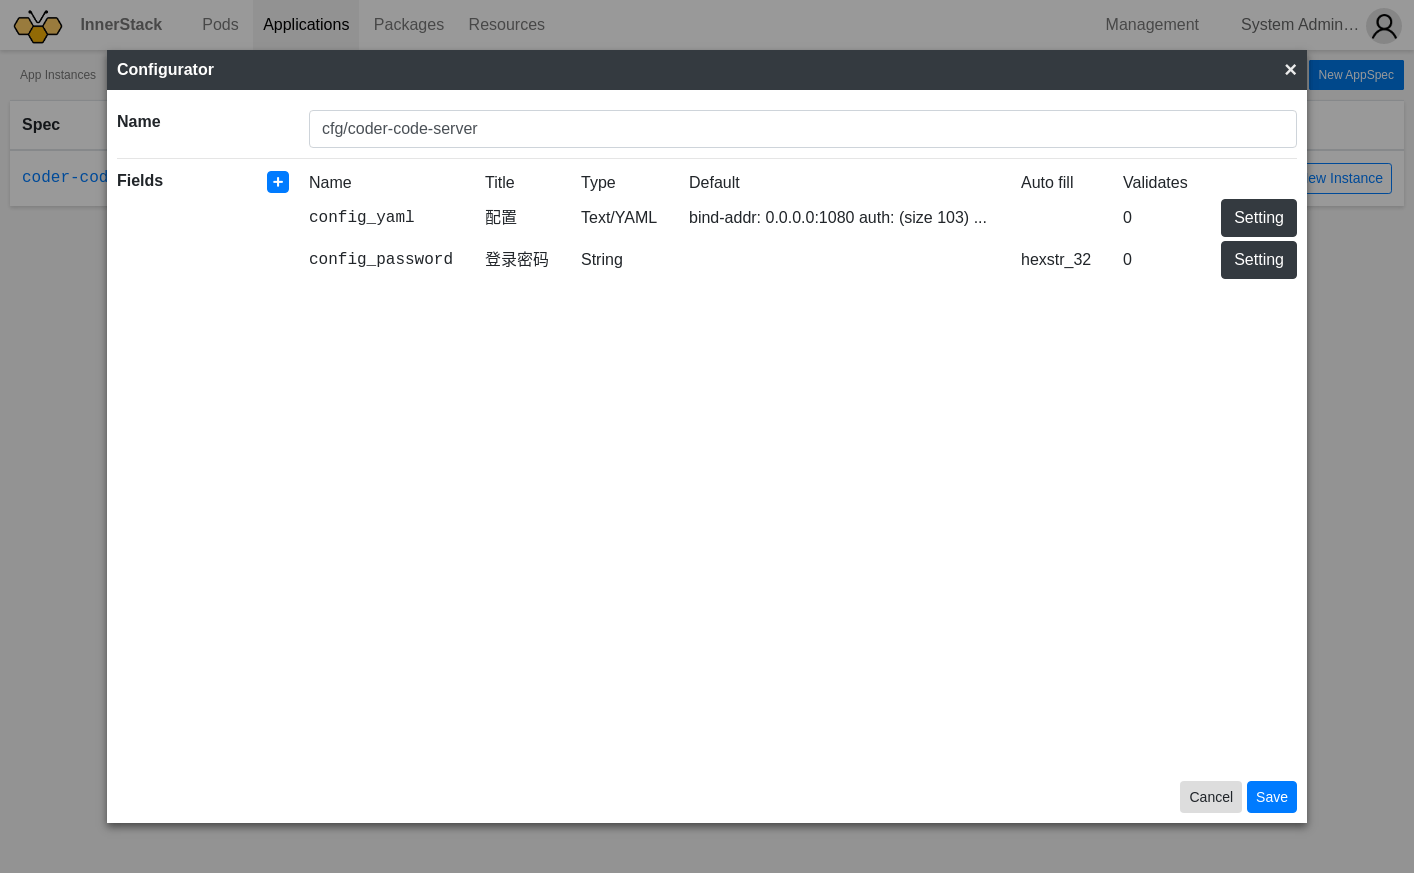 InnerStack Pods Applications Packages Resources Management System Admin…
App Instances New AppSpec
Configurator ×
Spec
Name cfg/coder-code-server
coder-cod ew Instance
Fields + Name Title Type Default Auto fill Validates
config_yaml 配置 Text/YAML bind-addr: 0.0.0.0:1080 auth: (size 103) ... 0 Setting
config_password 登录密码 String hexstr_32 0 Setting
Cancel Save